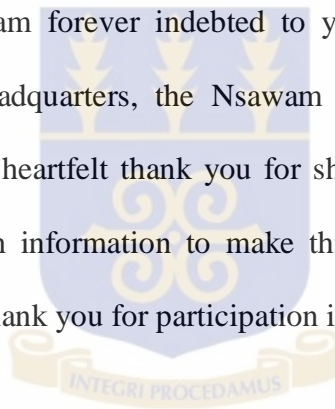 am forever indebted to y
adquarters, the Nsawam
heartfelt thank you for sh
n information to make th
ank you for participation i
INTEGRI PROCEDAMUS